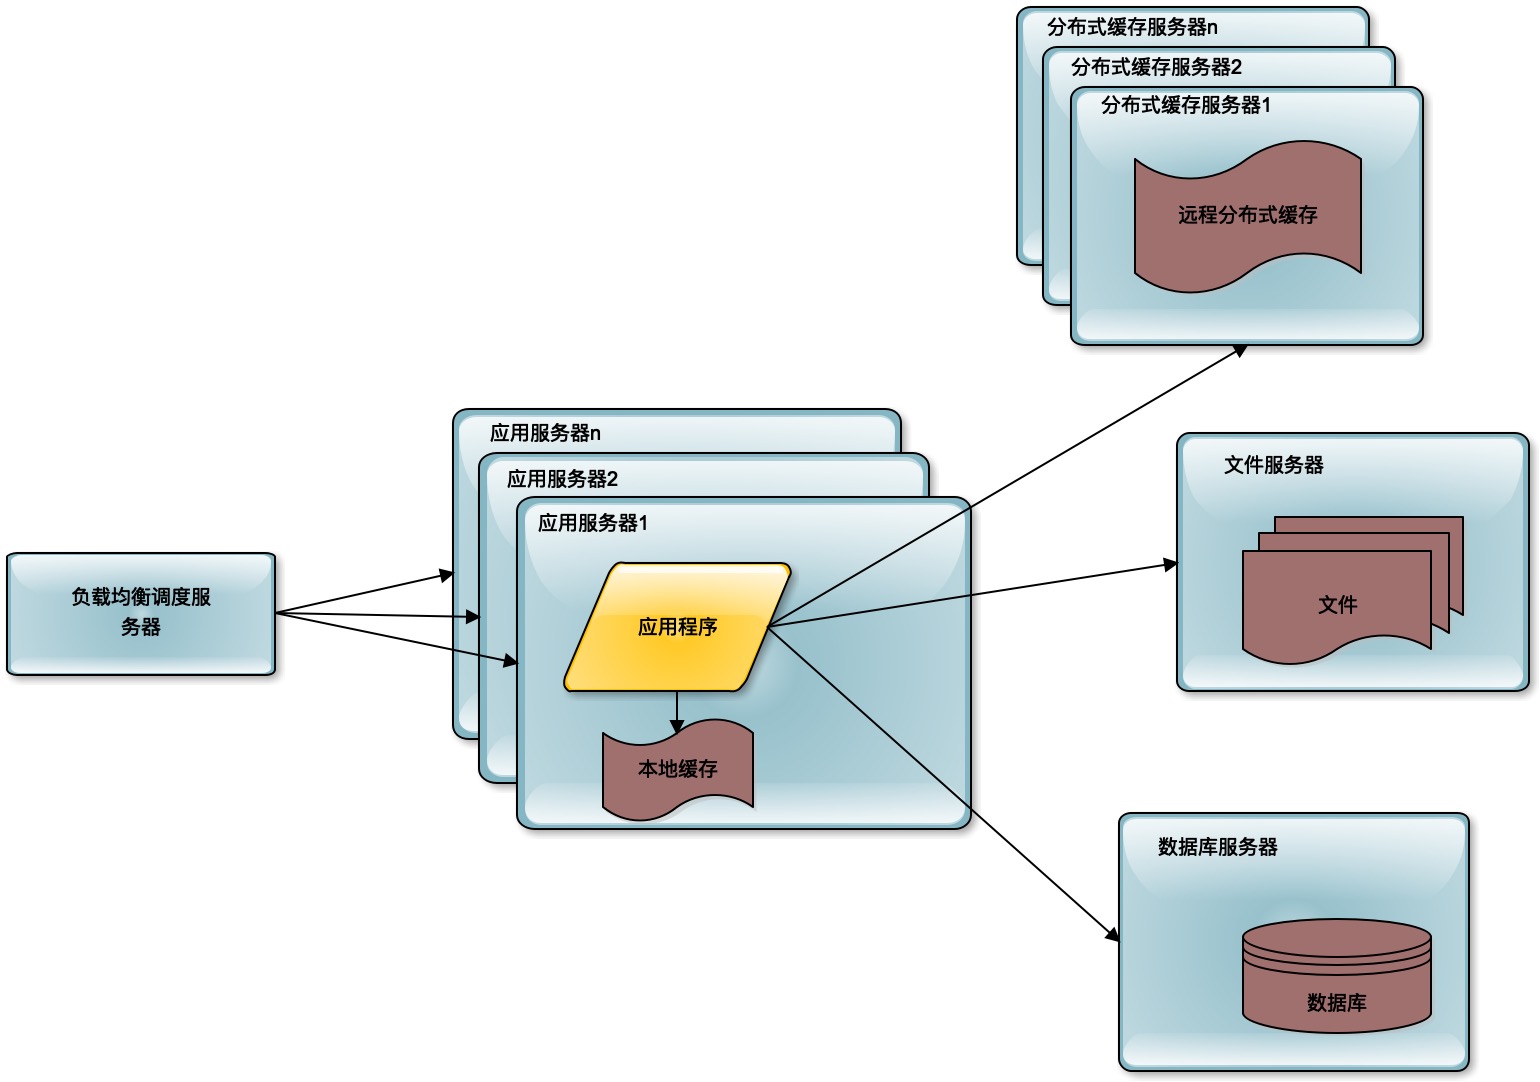 分布式缓存服务器n
分布式缓存服务器2
分布式缓存服务器1
远程分布式缓存
应用服务器n
应用服务器2
应用服务器1
应用程序
本地缓存
负载均衡调度服
务器
文件服务器
文件
数据库服务器
数据库